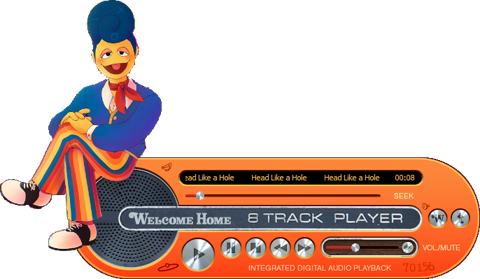 ead Like a Hole Head Like a Hole Head Like a Hole 00:08
SEEK
Welcome Home 6 TRACK PLAYER
VOL/MUTE
INTEGRATED DIGITAL AUDIO PLAYBACK 70156